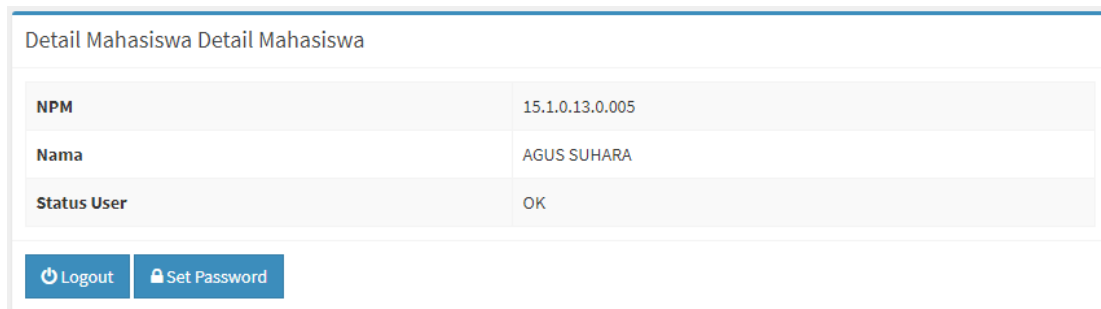 Detail Mahasiswa Detail Mahasiswa
NPM 15.1.0.13.0.005
Nama AGUS SUHARA
Status User OK
Logout Set Password